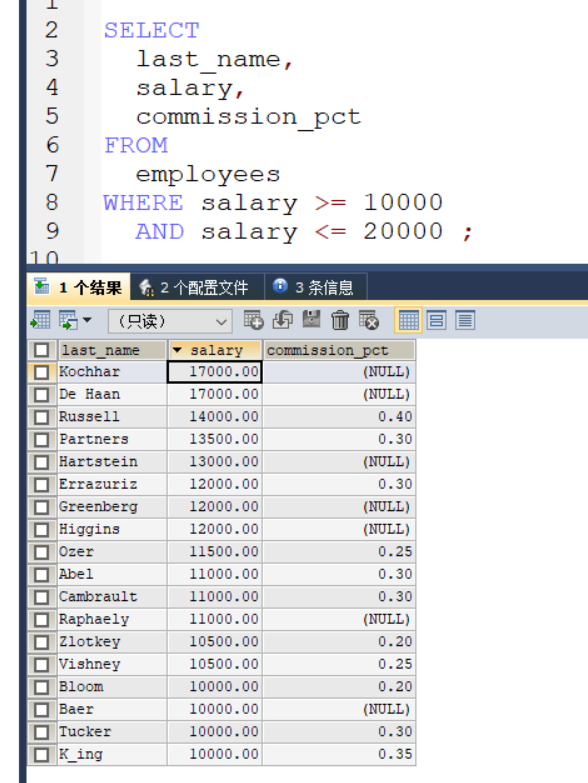 1
2 SELECT
3 last_name,
4 salary,
5 commission_pct
6 FROM
7 employees
8 WHERE salary >= 10000
9 AND salary <= 20000 ;
10
1 个结果 2 个配置文件 3 条信息
(只读)
last_name salary commission_pct
Kochhar 17000.00 (NULL)
De Haan 17000.00 (NULL)
Russell 14000.00 0.40
Partners 13500.00 0.30
Hartstein 13000.00 (NULL)
Errazuriz 12000.00 0.30
Greenberg 12000.00 (NULL)
Higgins 12000.00 (NULL)
Ozer 11500.00 0.25
Abel 11000.00 0.30
Cambrault 11000.00 0.30
Raphaely 11000.00 (NULL)
Zlotkey 10500.00 0.20
Vishney 10500.00 0.25
Bloom 10000.00 0.20
Baer 10000.00 (NULL)
Tucker 10000.00 0.30
K_ing 10000.00 0.35